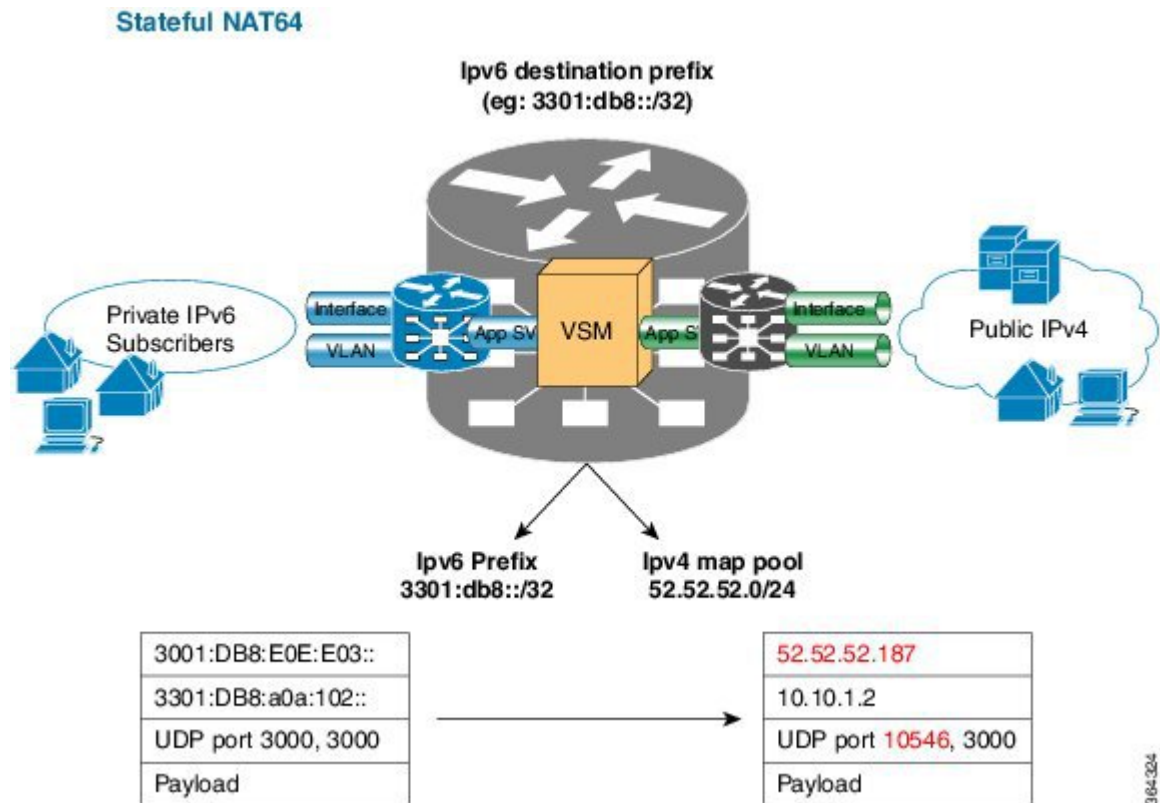 Stateful NAT64
Ipv6 destination prefix
(eg: 3301:db8::/32)
Private IPv6
Subscribers
Interface
VLAN
App SV
VSM
App S
Interface
VLAN
Public IPv4
Ipv6 Prefix
3301:db8::/32
Ipv4 map pool
52.52.52.0/24
3001:DB8:E0E:E03::
3301:DB8:a0a:102::
UDP port 3000, 3000
Payload
52.52.52.187
10.10.1.2
UDP port 10546, 3000
Payload
364324